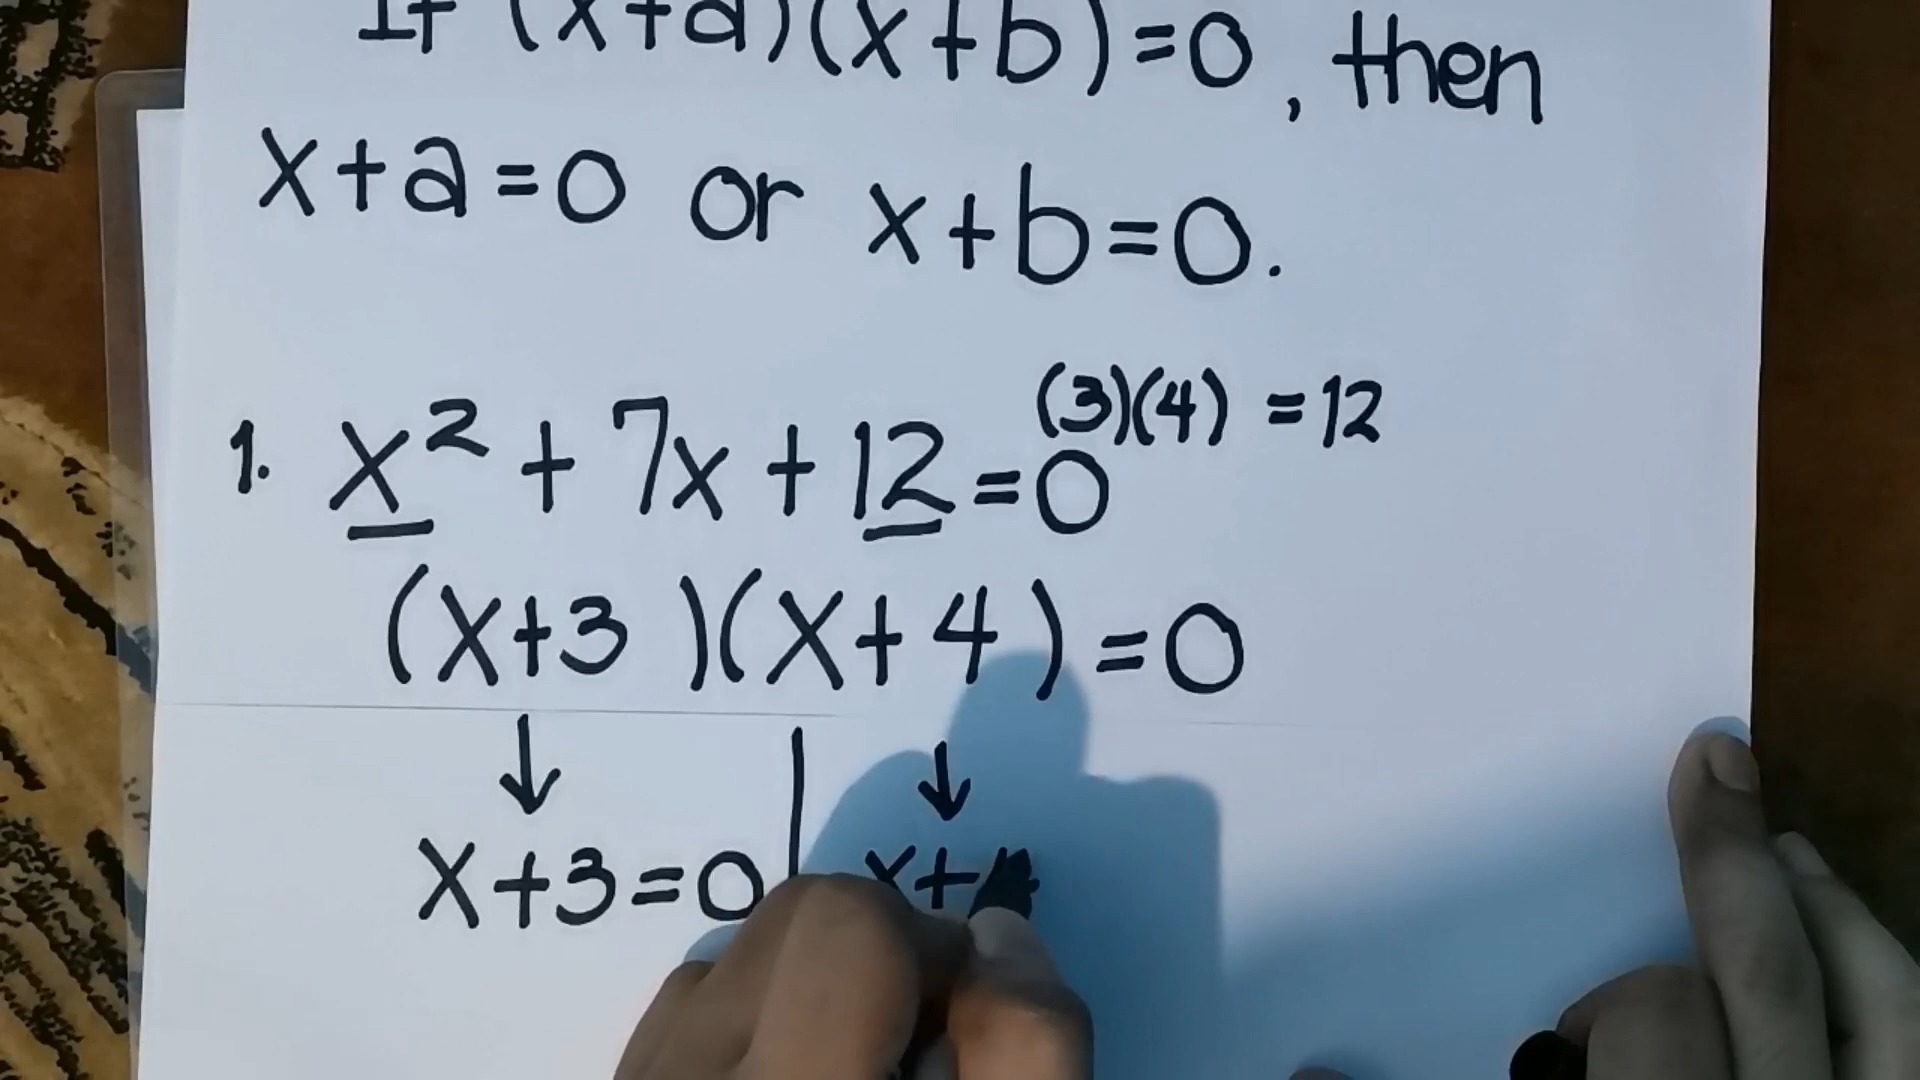 If (x+a)(x+b)=0, then
x+a=0 or x+b=0.
(3)(4) =12
1. x² + 7x + 12 = 0
(x+3 )(x+4 ) = 0
↓ ↓
x+3=0 | x+4